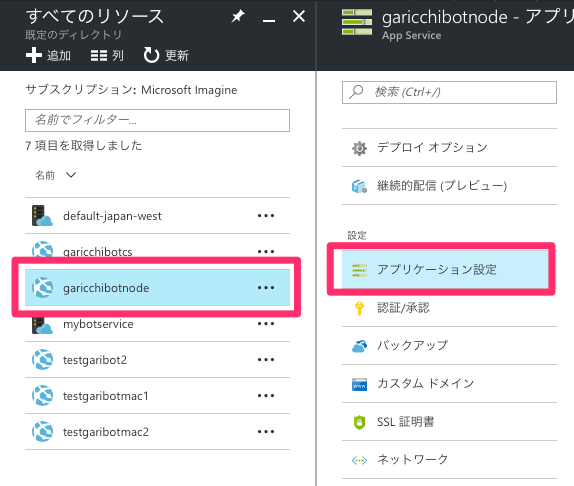 すべてのリソース
既定のディレクトリ
追加 列 更新
サブスクリプション: Microsoft Imagine
名前でフィルター...
7 項目を取得しました
名前
default-japan-west
garicchibotcs
garicchibotnode
mybotservice
testgaribot2
testgaribotmac1
testgaribotmac2
garicchibotnode - アプリ
App Service
検索 (Ctrl+/)
デプロイ オプション
継続的配信 (プレビュー)
設定
アプリケーション設定
認証/承認
バックアップ
カスタム ドメイン
SSL 証明書
ネットワーク